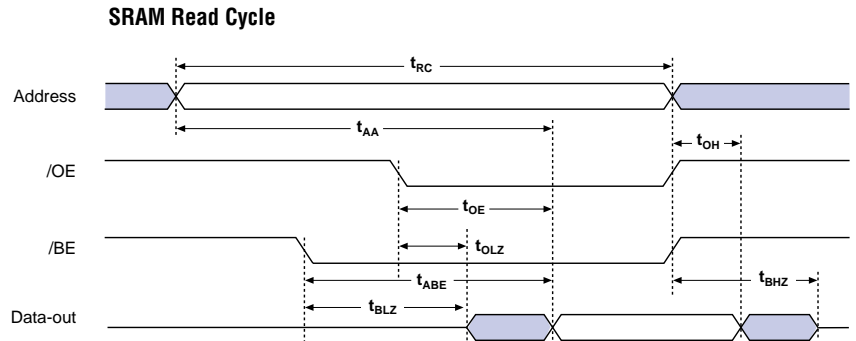 SRAM Read Cycle
tRC
Address
tAA
tOH
/OE
tOE
/BE
tOLZ
tABE
tBHZ
tBLZ
Data-out